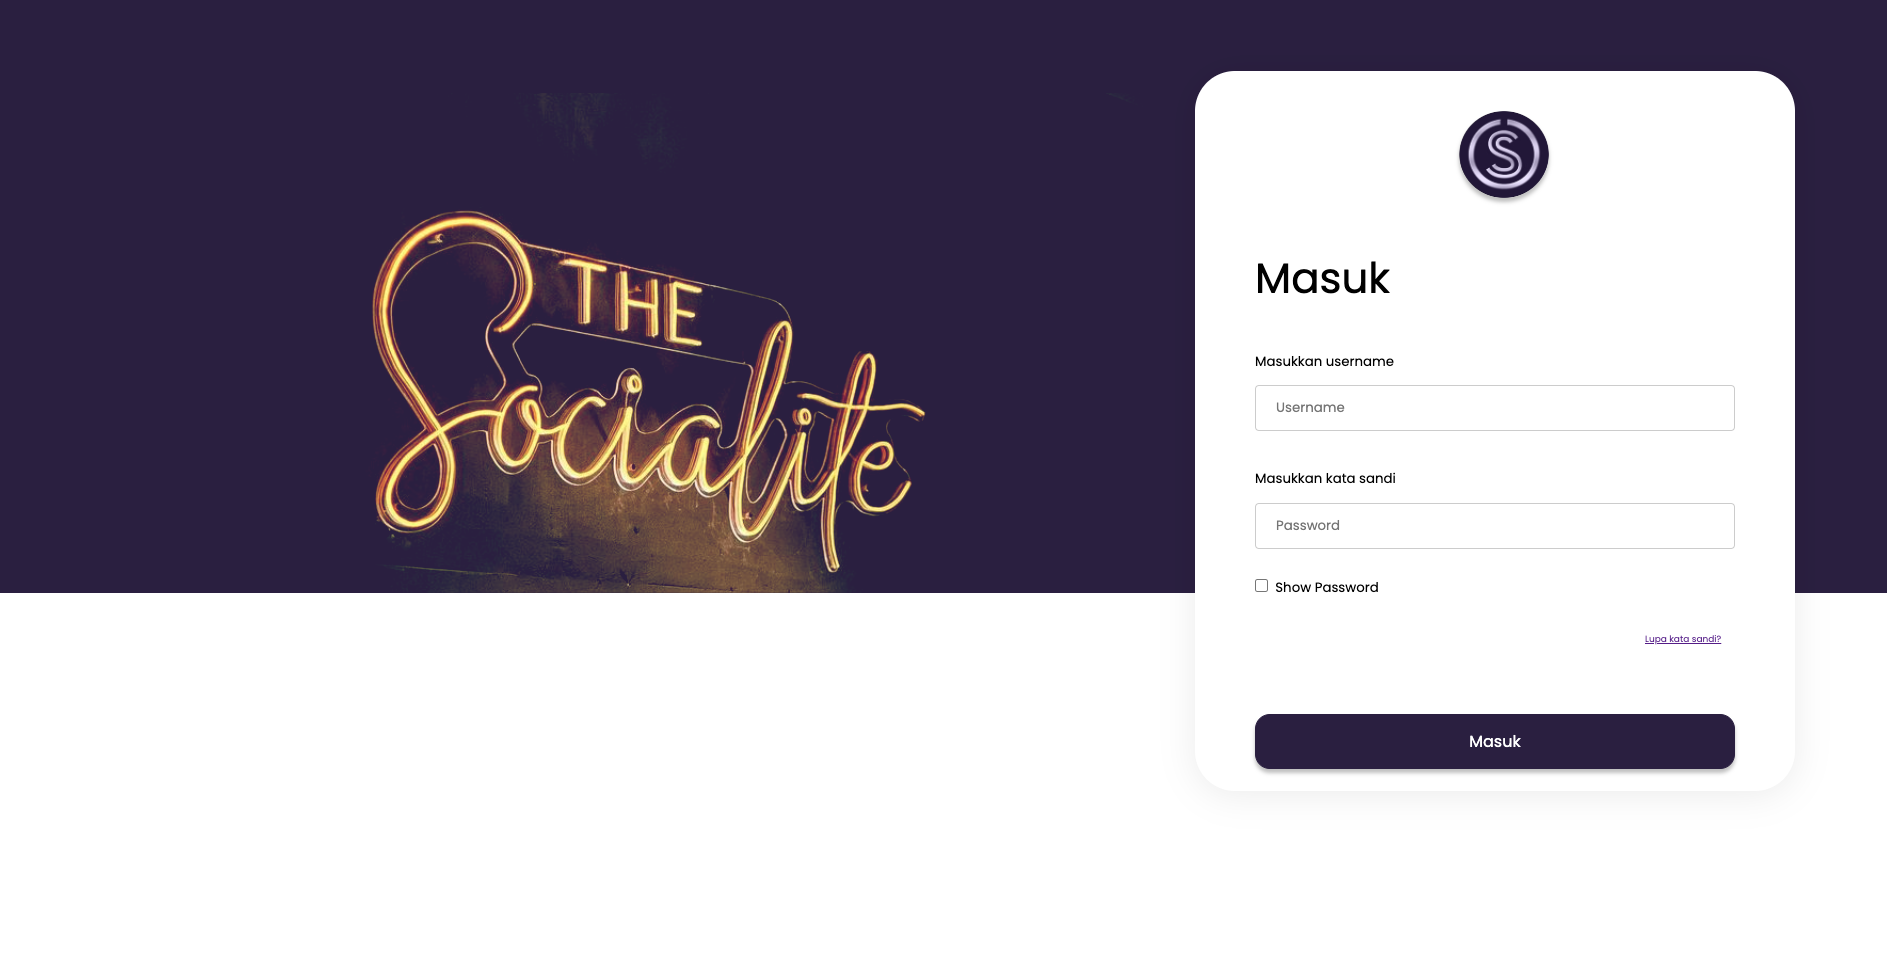 THE
Socialite
S
Masuk
Masukkan username
Username
Masukkan kata sandi
Password
Show Password
Lupa kata sandi?
Masuk